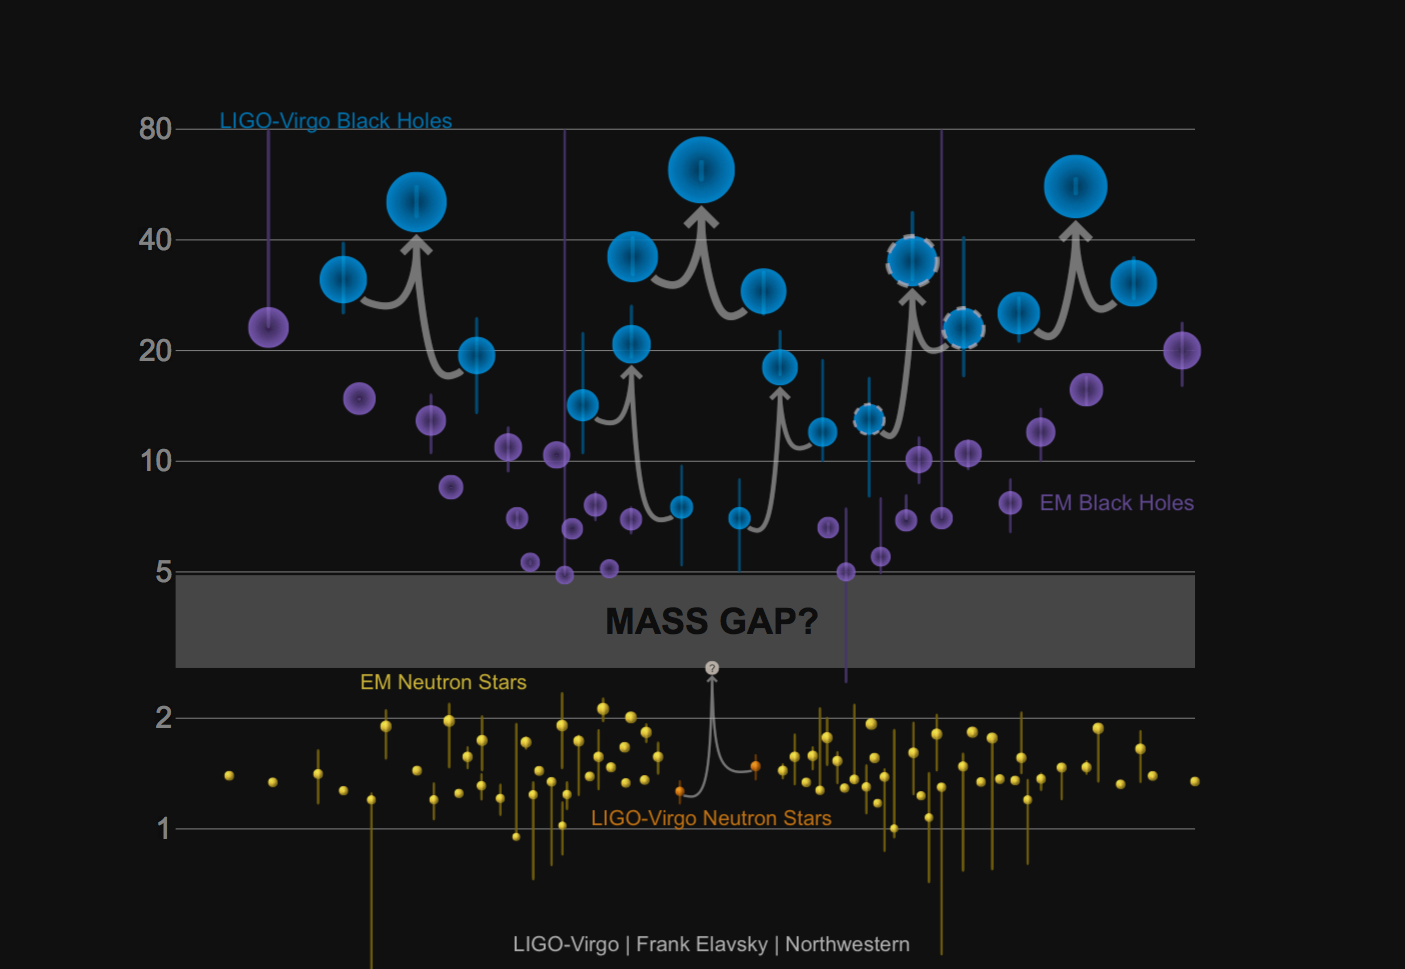 LIGO-Virgo Black Holes
80
40
20
10
EM Black Holes
5
MASS GAP?
?
EM Neutron Stars
2
LIGO-Virgo Neutron Stars
1
LIGO-Virgo | Frank Elavsky | Northwestern